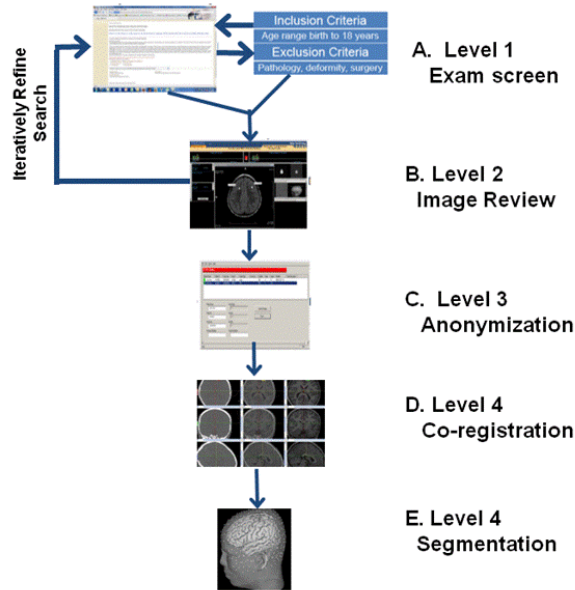 Inclusion Criteria
Age range birth to 18 years
Exclusion Criteria
Pathology, deformity, surgery
A. Level 1
Exam screen
Iteratively Refine
Search
B. Level 2
Image Review
C. Level 3
Anonymization
D. Level 4
Co-registration
E. Level 4
Segmentation